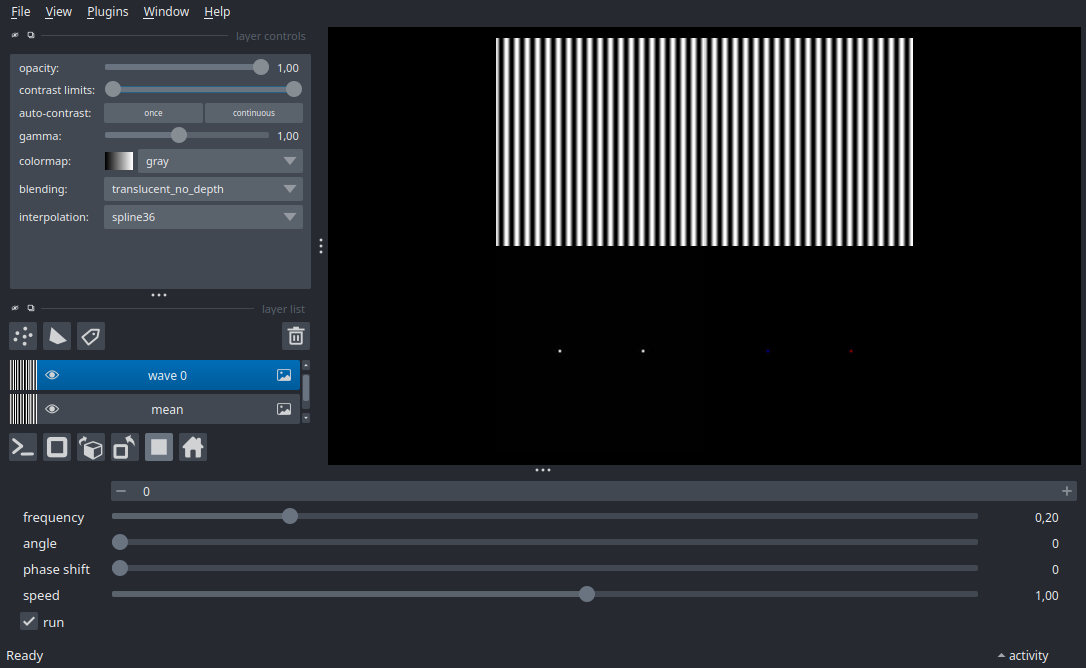 File View Plugins Window Help
layer controls
opacity: 1,00
contrast limits:
auto-contrast: once continuous
gamma: 1,00
colormap: gray
blending: translucent_no_depth
interpolation: spline36
layer list
wave 0
mean
− 0 +
frequency 0,20
angle 0
phase shift 0
speed 1,00
run
Ready activity